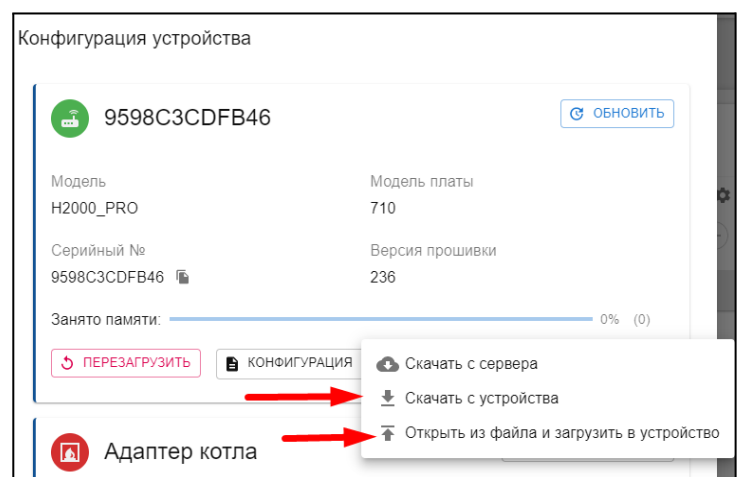 Конфигурация устройства
9598C3CDFB46
ОБНОВИТЬ
Модель
Модель платы
H2000_PRO
710
Серийный №
Версия прошивки
9598C3CDFB46
236
Занято памяти:
0% (0)
ПЕРЕЗАГРУЗИТЬ
КОНФИГУРАЦИЯ
Скачать с сервера
Скачать с устройства
Открыть из файла и загрузить в устройство
Адаптер котла